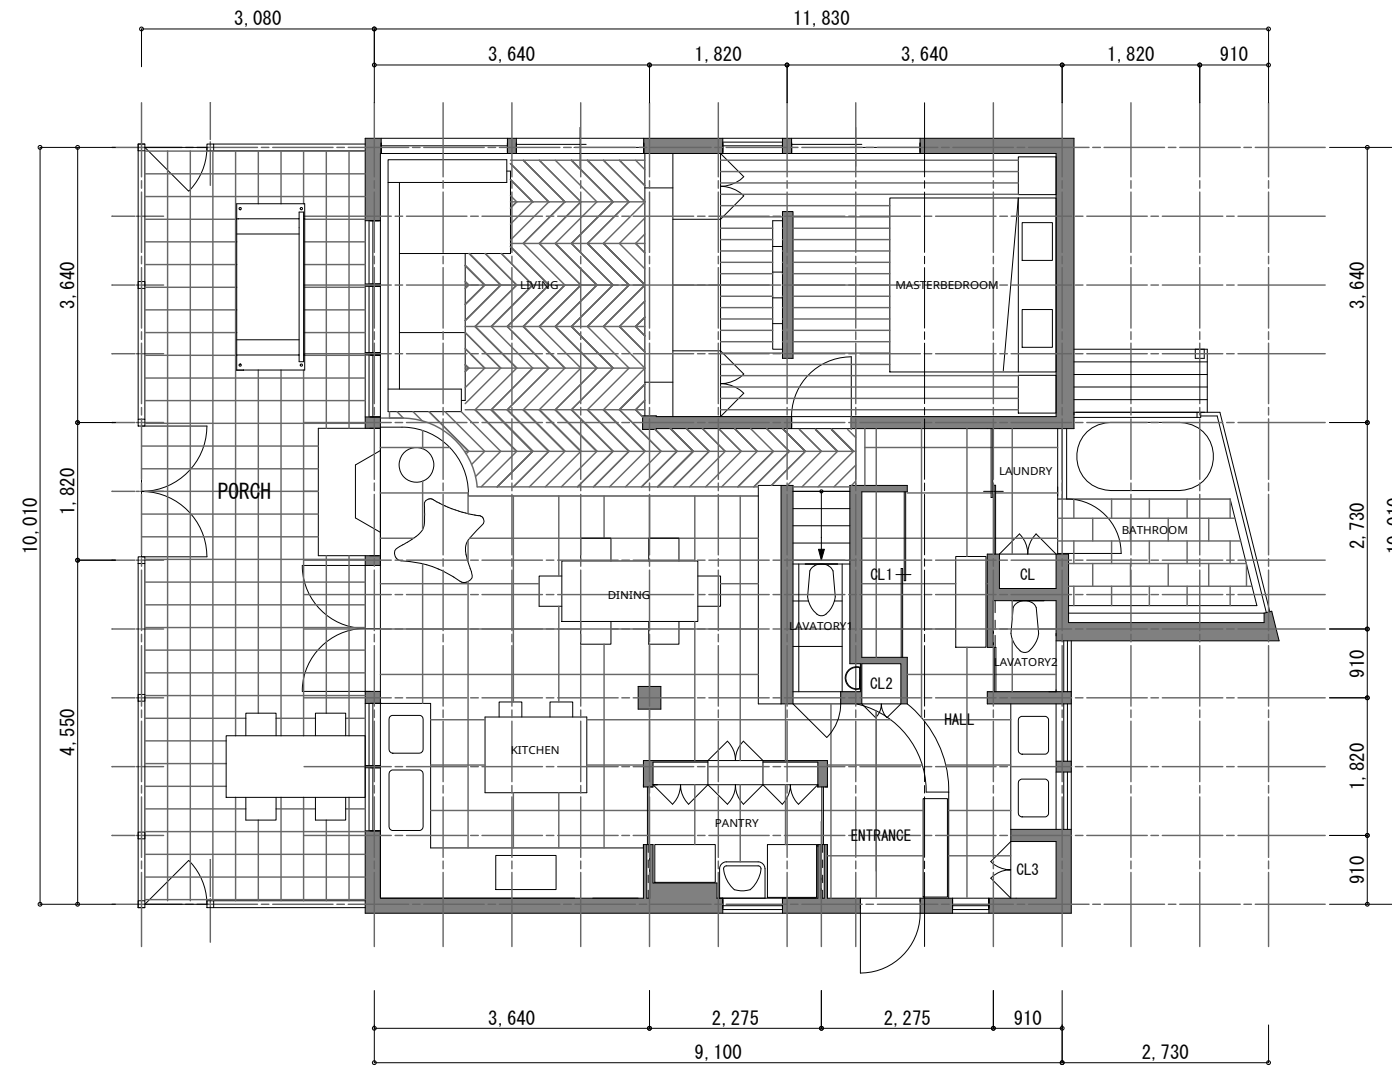 3,080
11,830
3,640
1,820
3,640
1,820
910
3,640
3,640
LIVING
MASTERBEDROOM
LAUNDRY
PORCH
1,820
10,010
2,730
BATHROOM
CL1
CL
DINING
LAVATORY1
LAVATORY2
910
CL2
HALL
4,550
KITCHEN
1,820
PANTRY
ENTRANCE
CL3
910
3,640
2,275
2,275
910
9,100
2,730